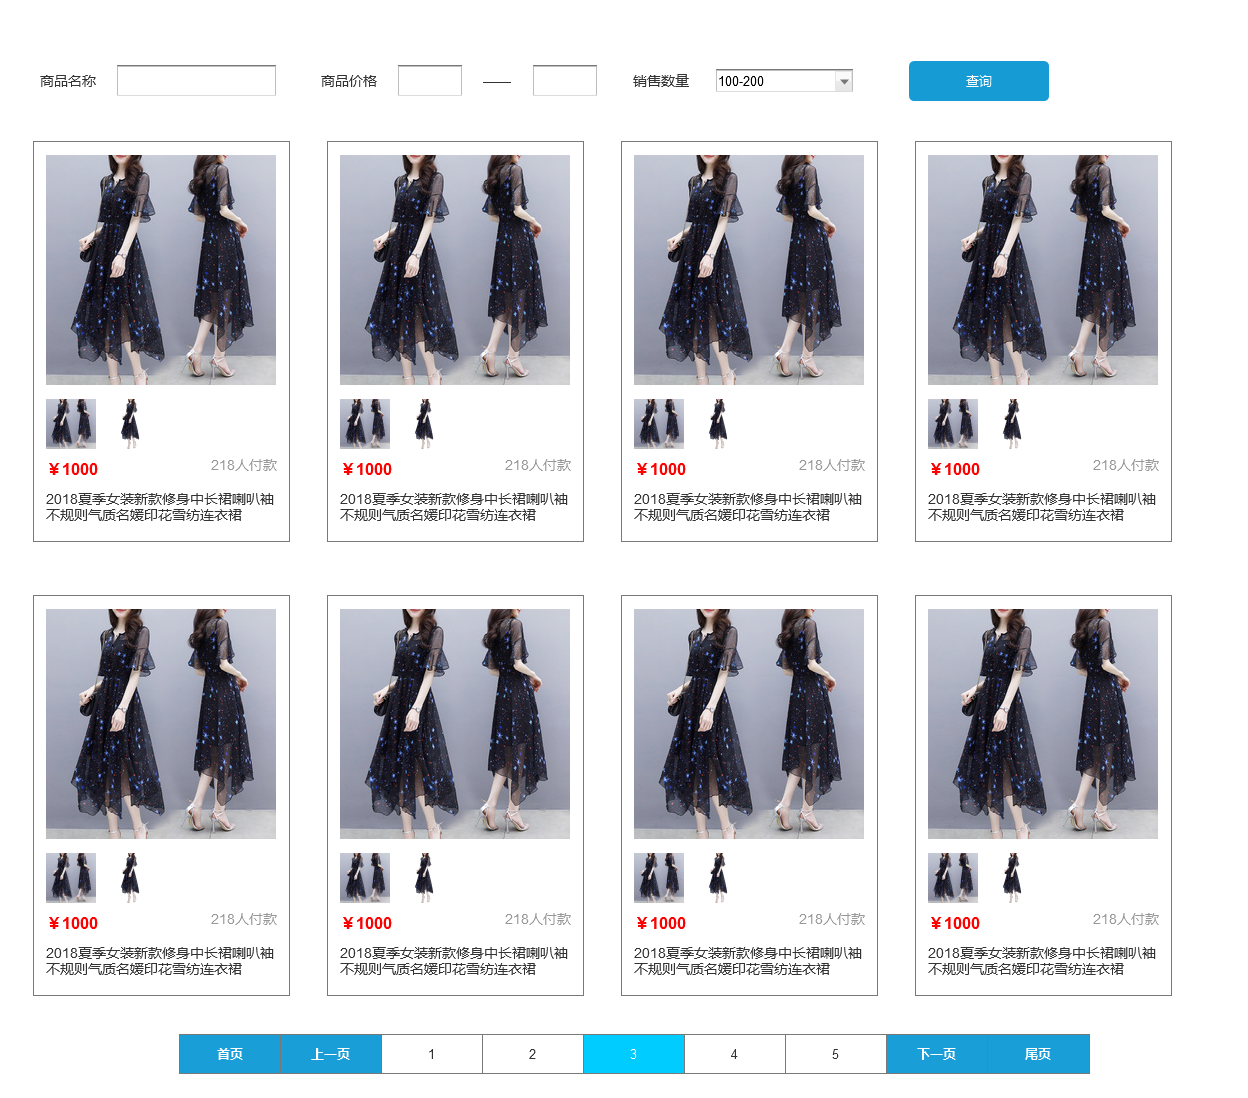 商品名称 商品价格 —— 销售数量 100-200 查询
￥1000 218人付款 ￥1000 218人付款 ￥1000 218人付款 ￥1000 218人付款
2018夏季女装新款修身中长裙喇叭袖 2018夏季女装新款修身中长裙喇叭袖 2018夏季女装新款修身中长裙喇叭袖 2018夏季女装新款修身中长裙喇叭袖
不规则气质名媛印花雪纺连衣裙 不规则气质名媛印花雪纺连衣裙 不规则气质名媛印花雪纺连衣裙 不规则气质名媛印花雪纺连衣裙
￥1000 218人付款 ￥1000 218人付款 ￥1000 218人付款 ￥1000 218人付款
2018夏季女装新款修身中长裙喇叭袖 2018夏季女装新款修身中长裙喇叭袖 2018夏季女装新款修身中长裙喇叭袖 2018夏季女装新款修身中长裙喇叭袖
不规则气质名媛印花雪纺连衣裙 不规则气质名媛印花雪纺连衣裙 不规则气质名媛印花雪纺连衣裙 不规则气质名媛印花雪纺连衣裙
首页 上一页 1 2 3 4 5 下一页 尾页